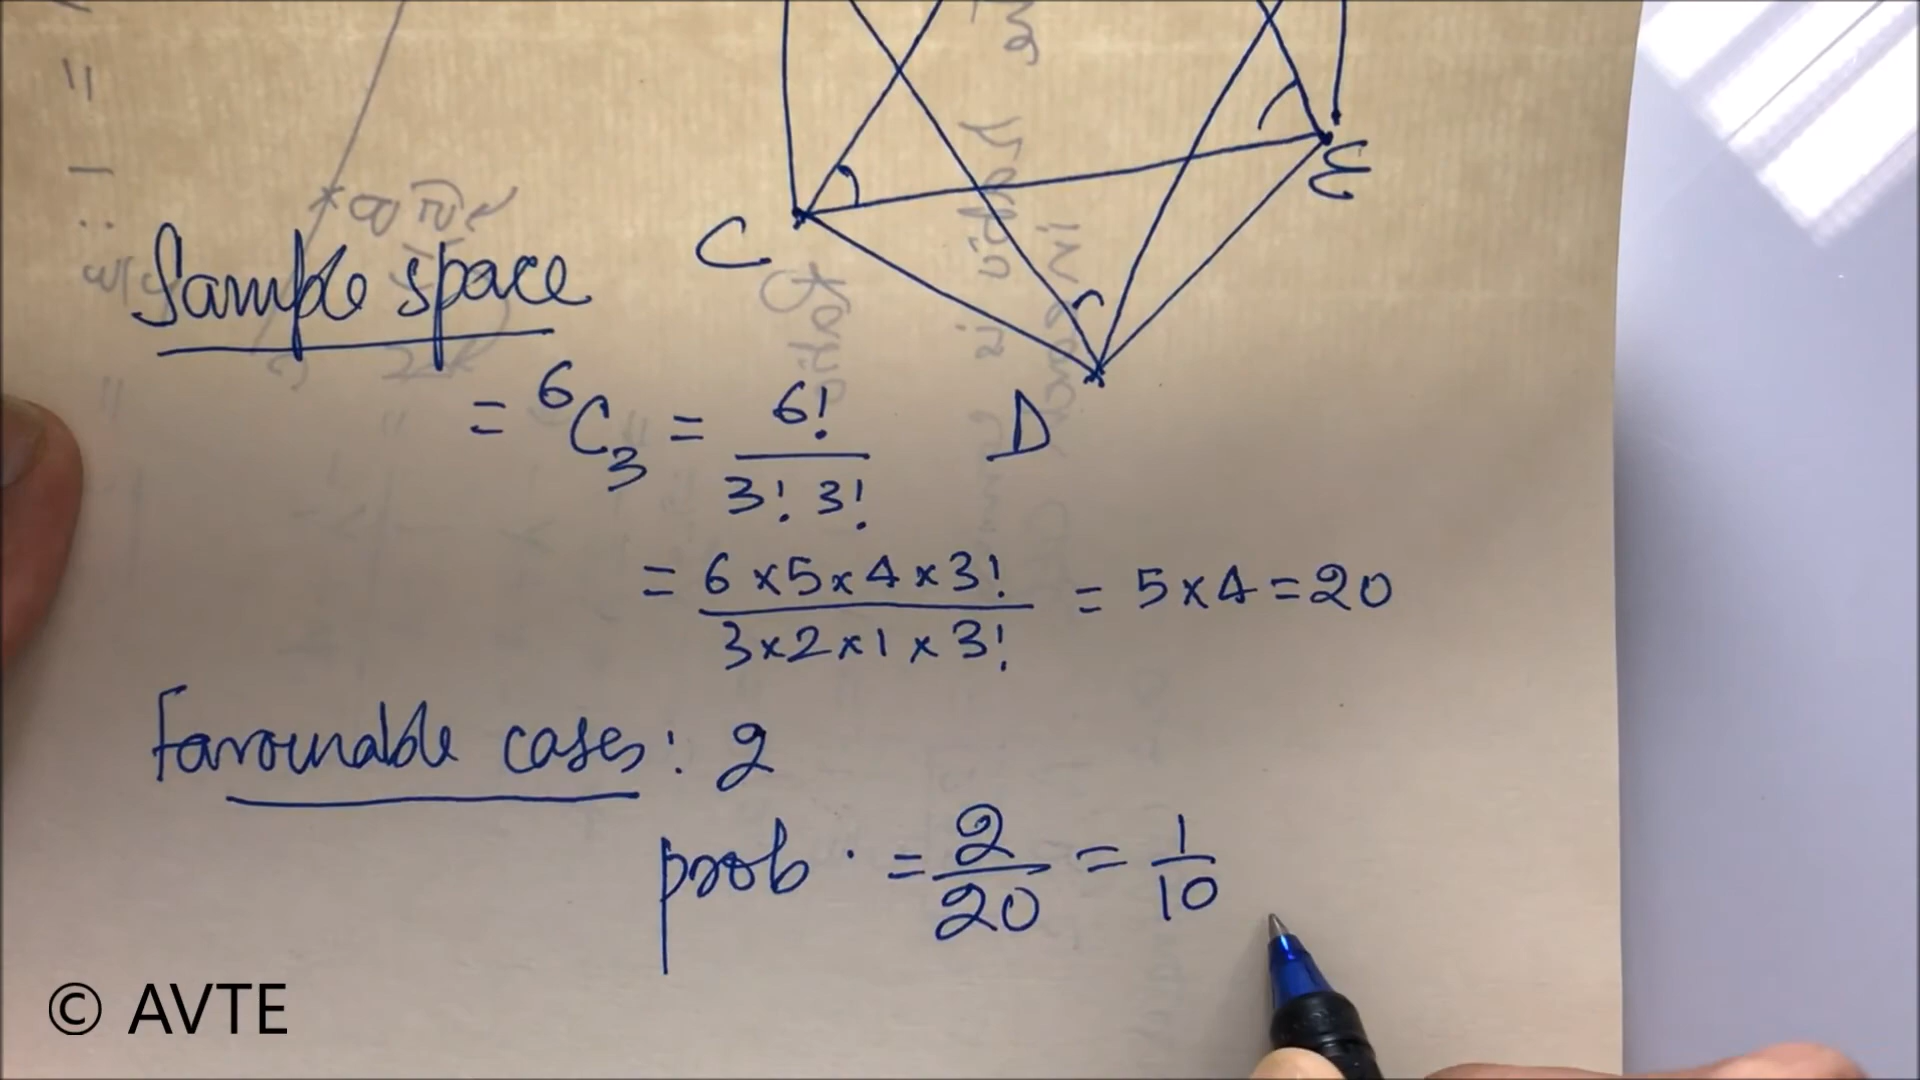 E
C
Sample space
D
= ⁶C₃ = 6! / 3! 3!
= 6 × 5 × 4 × 3! / 3 × 2 × 1 × 3! = 5 × 4 = 20
Favourable cases : 2
prob . = 2 / 20 = 1 / 10
© AVTE